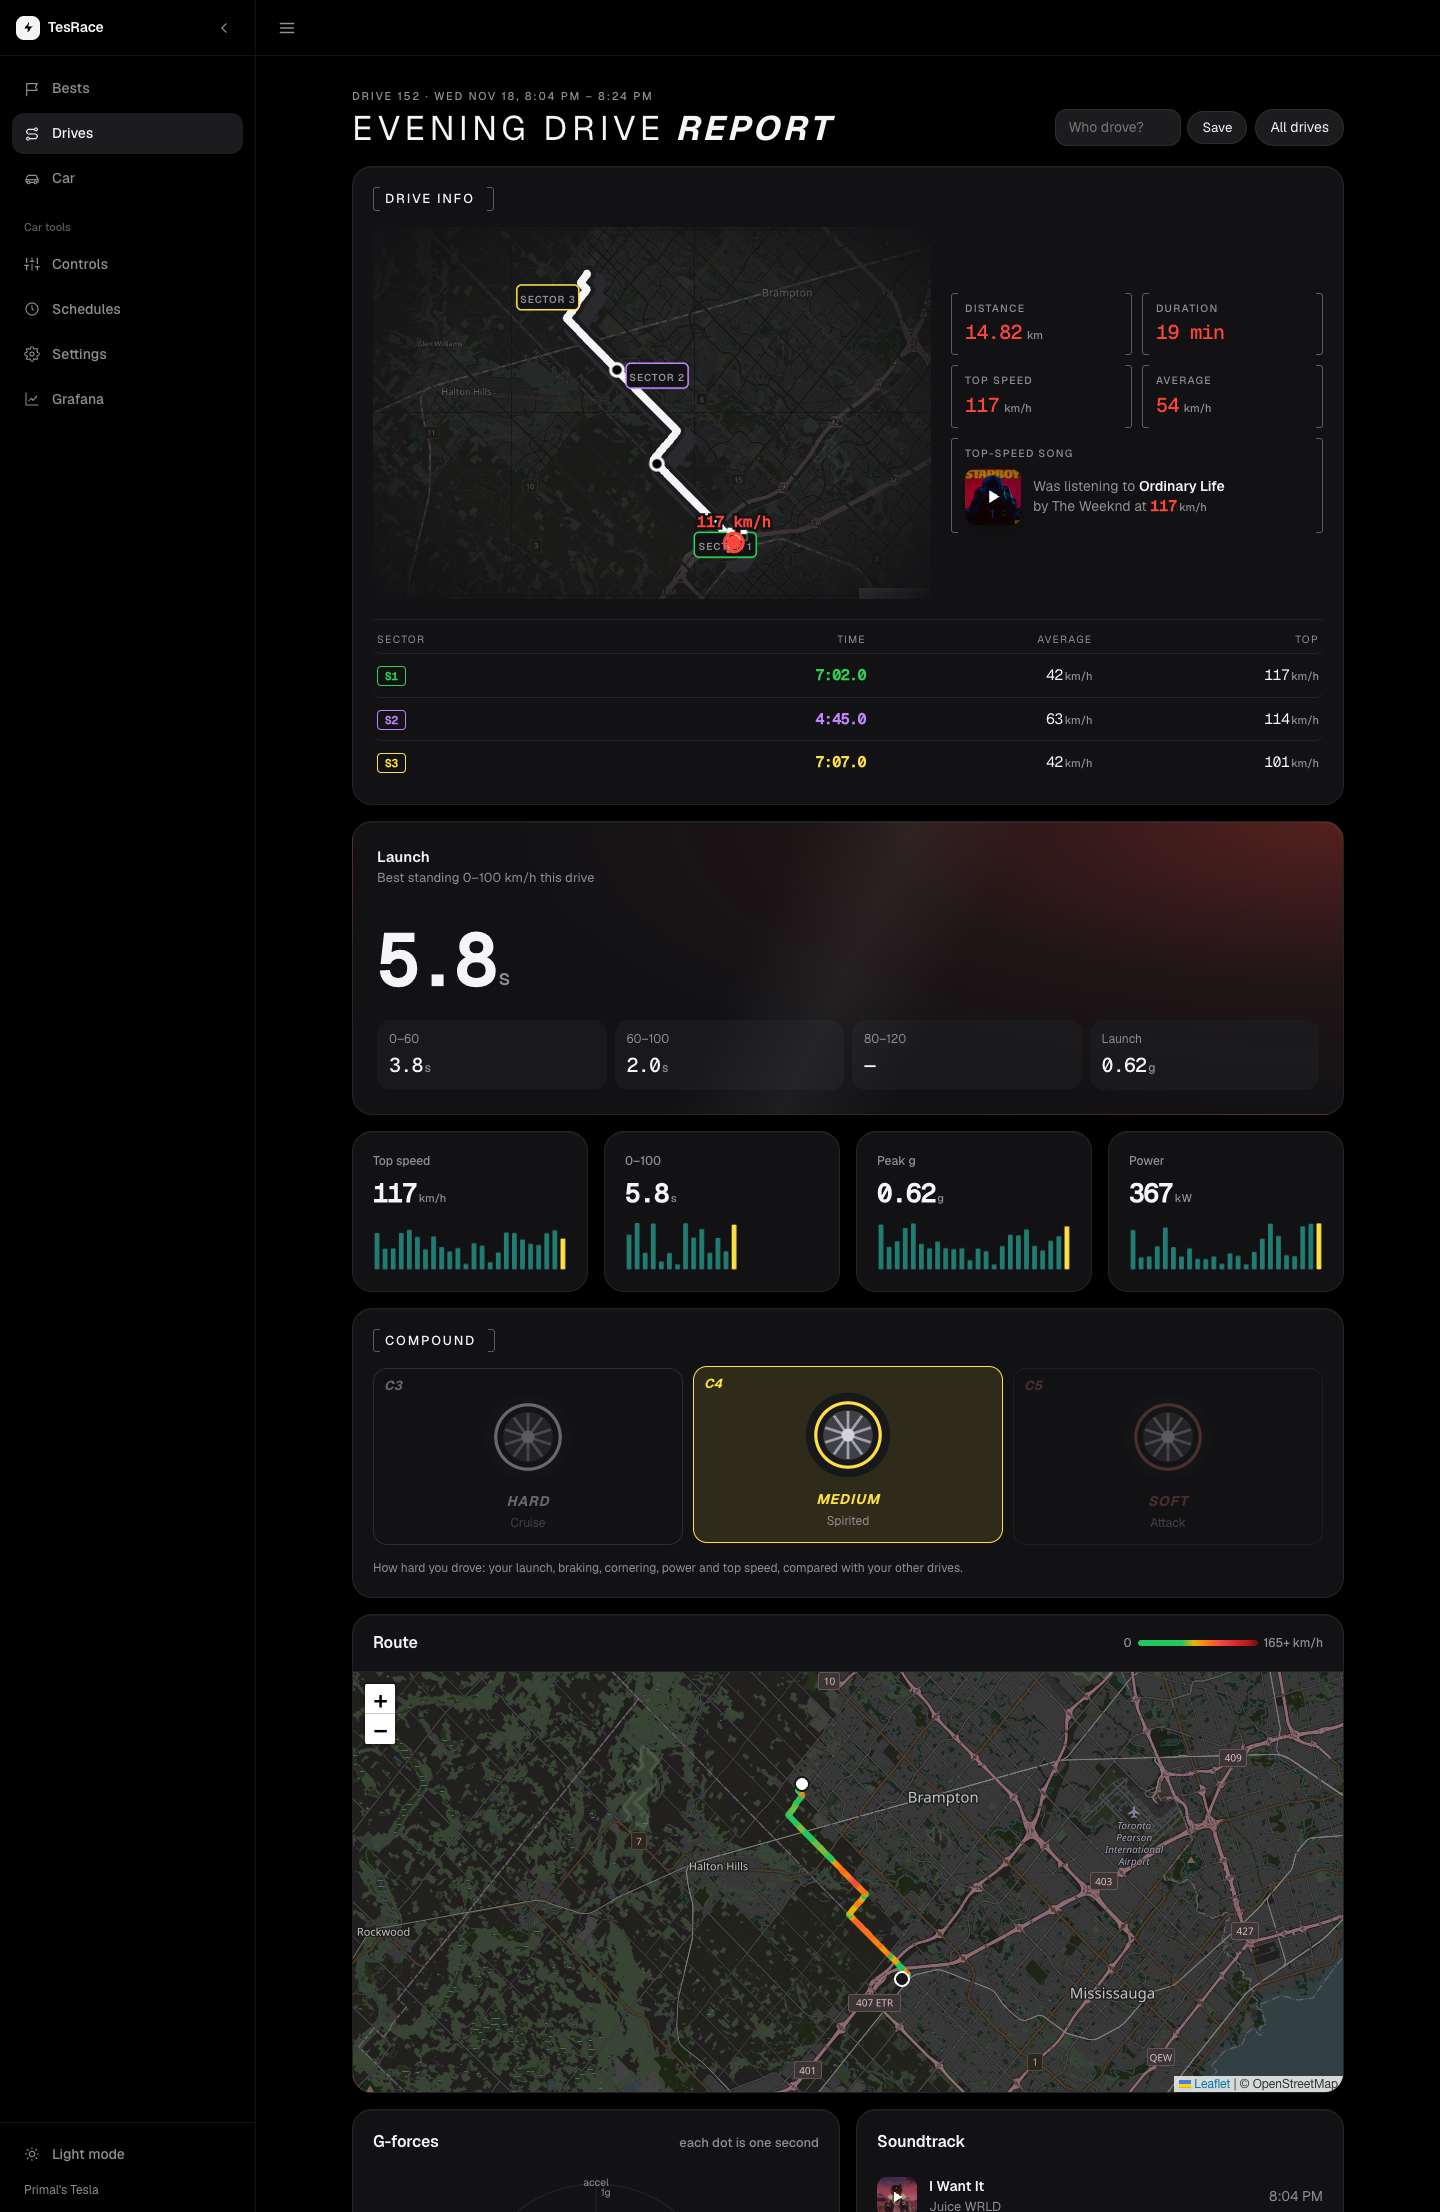 TesRace
Bests
Drives
Car
Car tools
Controls
Schedules
Settings
Grafana
Light mode
Primal's Tesla
DRIVE 152 · WED NOV 18, 8:04 PM – 8:24 PM
EVENING DRIVE REPORT
Who drove?
Save
All drives
DRIVE INFO
Brampton
Glen Williams
Halton Hills
SECTOR 3
SECTOR 2
117 km/h
DISTANCE
14.82 km
DURATION
19 min
TOP SPEED
117 km/h
AVERAGE
54 km/h
TOP-SPEED SONG
STARBOY
Was listening to Ordinary Life
by The Weeknd at 117 km/h
SECTOR TIME AVERAGE TOP
S1 7:02.0 42 km/h 117 km/h
S2 4:45.0 63 km/h 114 km/h
S3 7:07.0 42 km/h 101 km/h
Launch
Best standing 0–100 km/h this drive
5.8 s
0–60
3.8 s
60–100
2.0 s
80–120
–
Launch
0.62 g
Top speed
117 km/h
0–100
5.8 s
Peak g
0.62 g
Power
367 kW
COMPOUND
C3
HARD
Cruise
C4
MEDIUM
Spirited
C5
SOFT
Attack
How hard you drove: your launch, braking, cornering, power and top speed, compared with your other drives.
Route
0 165+ km/h
+
−
10
409
Brampton
Toronto
Pearson
International
Airport
7
Halton Hills
403
Rockwood
427
Mississauga
407 ETR
1
QEW
401
Leaflet | © OpenStreetMap
G-forces
each dot is one second
accel
1g
Soundtrack
I Want It
Juice WRLD
8:04 PM